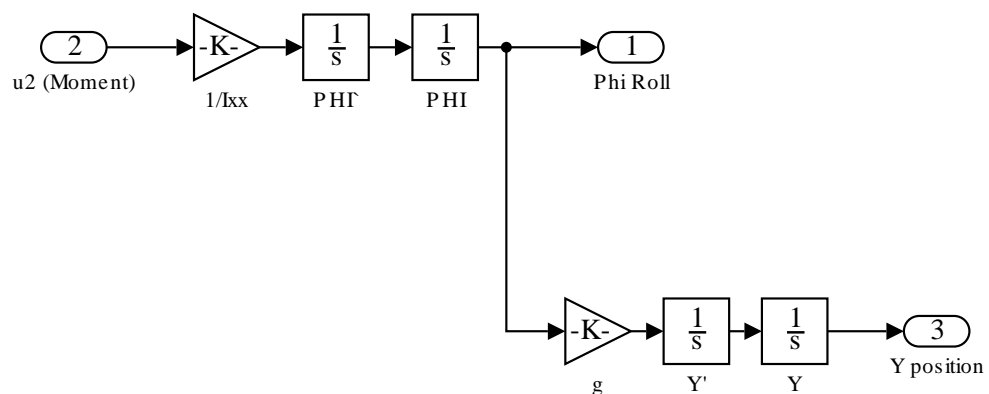 2
-K-
1
s
1
s
1
u2 (Moment)
1/Ixx
PHI`
PHI
Phi Roll
-K-
1
s
1
s
3
g
Y'
Y
Y position